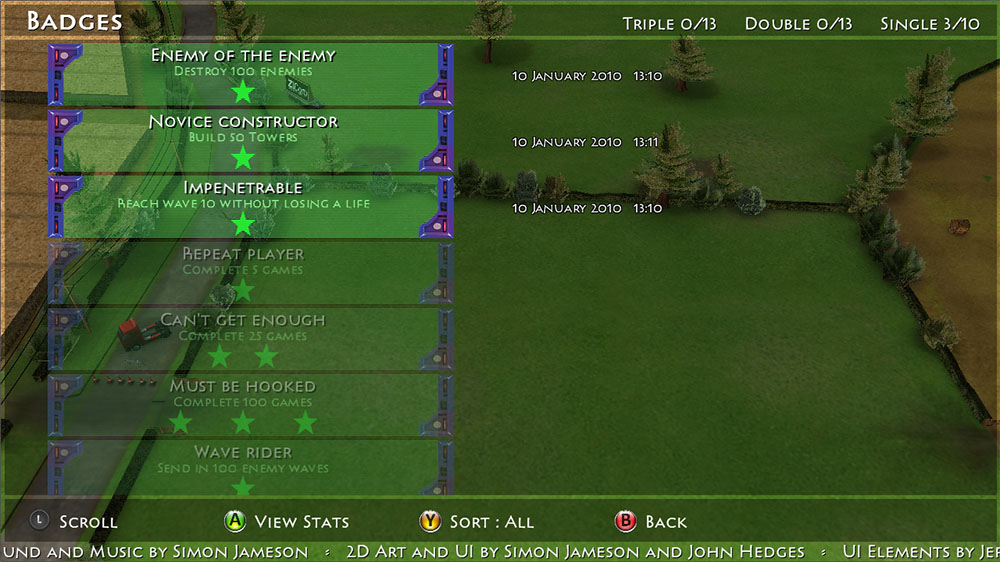 Badges
Triple 0/13 Double 0/13 Single 3/10
Enemy of the enemy
Destroy 100 enemies
10 January 2010 13:10
Novice constructor
Build 50 Towers
10 January 2010 13:11
Impenetrable
Reach wave 10 without losing a life
10 January 2010 13:10
Repeat player
Complete 5 games
Can't get enough
Complete 25 games
Must be hooked
Complete 100 games
Wave rider
Send in 100 enemy waves
L Scroll A View Stats Y Sort : All B Back
und and Music by Simon Jameson : 2D Art and UI by Simon Jameson and John Hedges : UI Elements by Jer